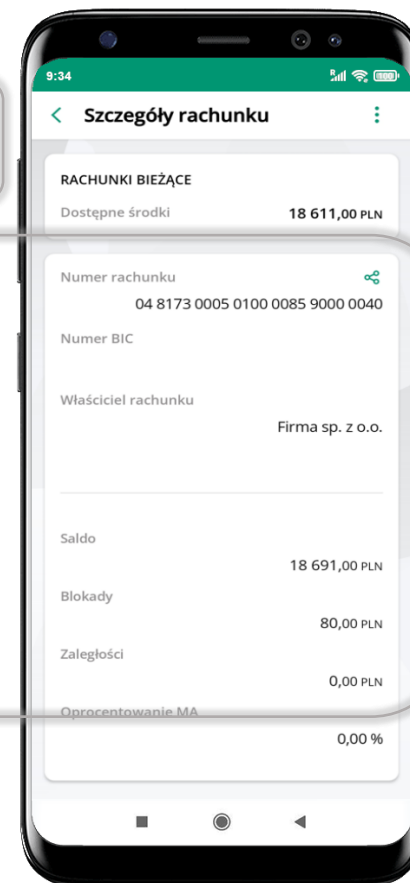 9:34
R
100
Szczegóły rachunku
RACHUNKI BIEŻĄCE
Dostępne środki 18 611,00 PLN
Numer rachunku
04 8173 0005 0100 0085 9000 0040
Numer BIC
Właściciel rachunku
Firma sp. z o.o.
Saldo
18 691,00 PLN
Blokady
80,00 PLN
Zaległości
0,00 PLN
Oprocentowanie MA
0,00 %